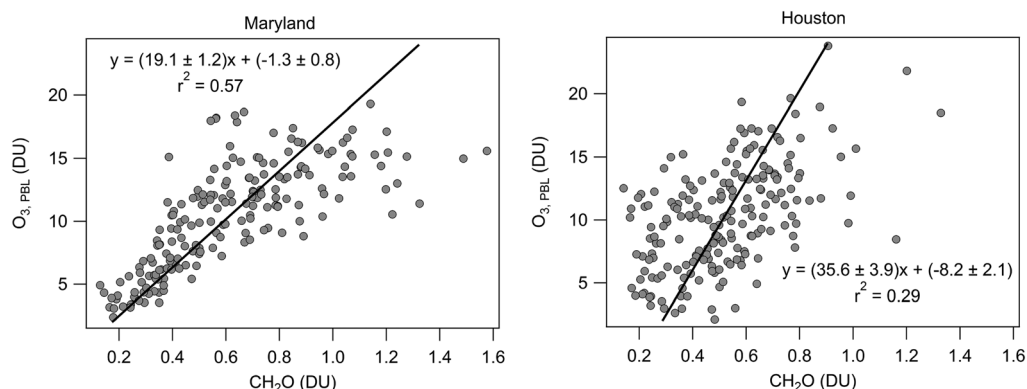 Maryland
y = (19.1 ± 1.2)x + (-1.3 ± 0.8)
r² = 0.57
20
15
10
5
O₃, PBL (DU)
0.2 0.4 0.6 0.8 1.0 1.2 1.4 1.6
CH₂O (DU)
Houston
20
15
10
5
O₃, PBL (DU)
y = (35.6 ± 3.9)x + (-8.2 ± 2.1)
r² = 0.29
0.2 0.4 0.6 0.8 1.0 1.2 1.4 1.6
CH₂O (DU)